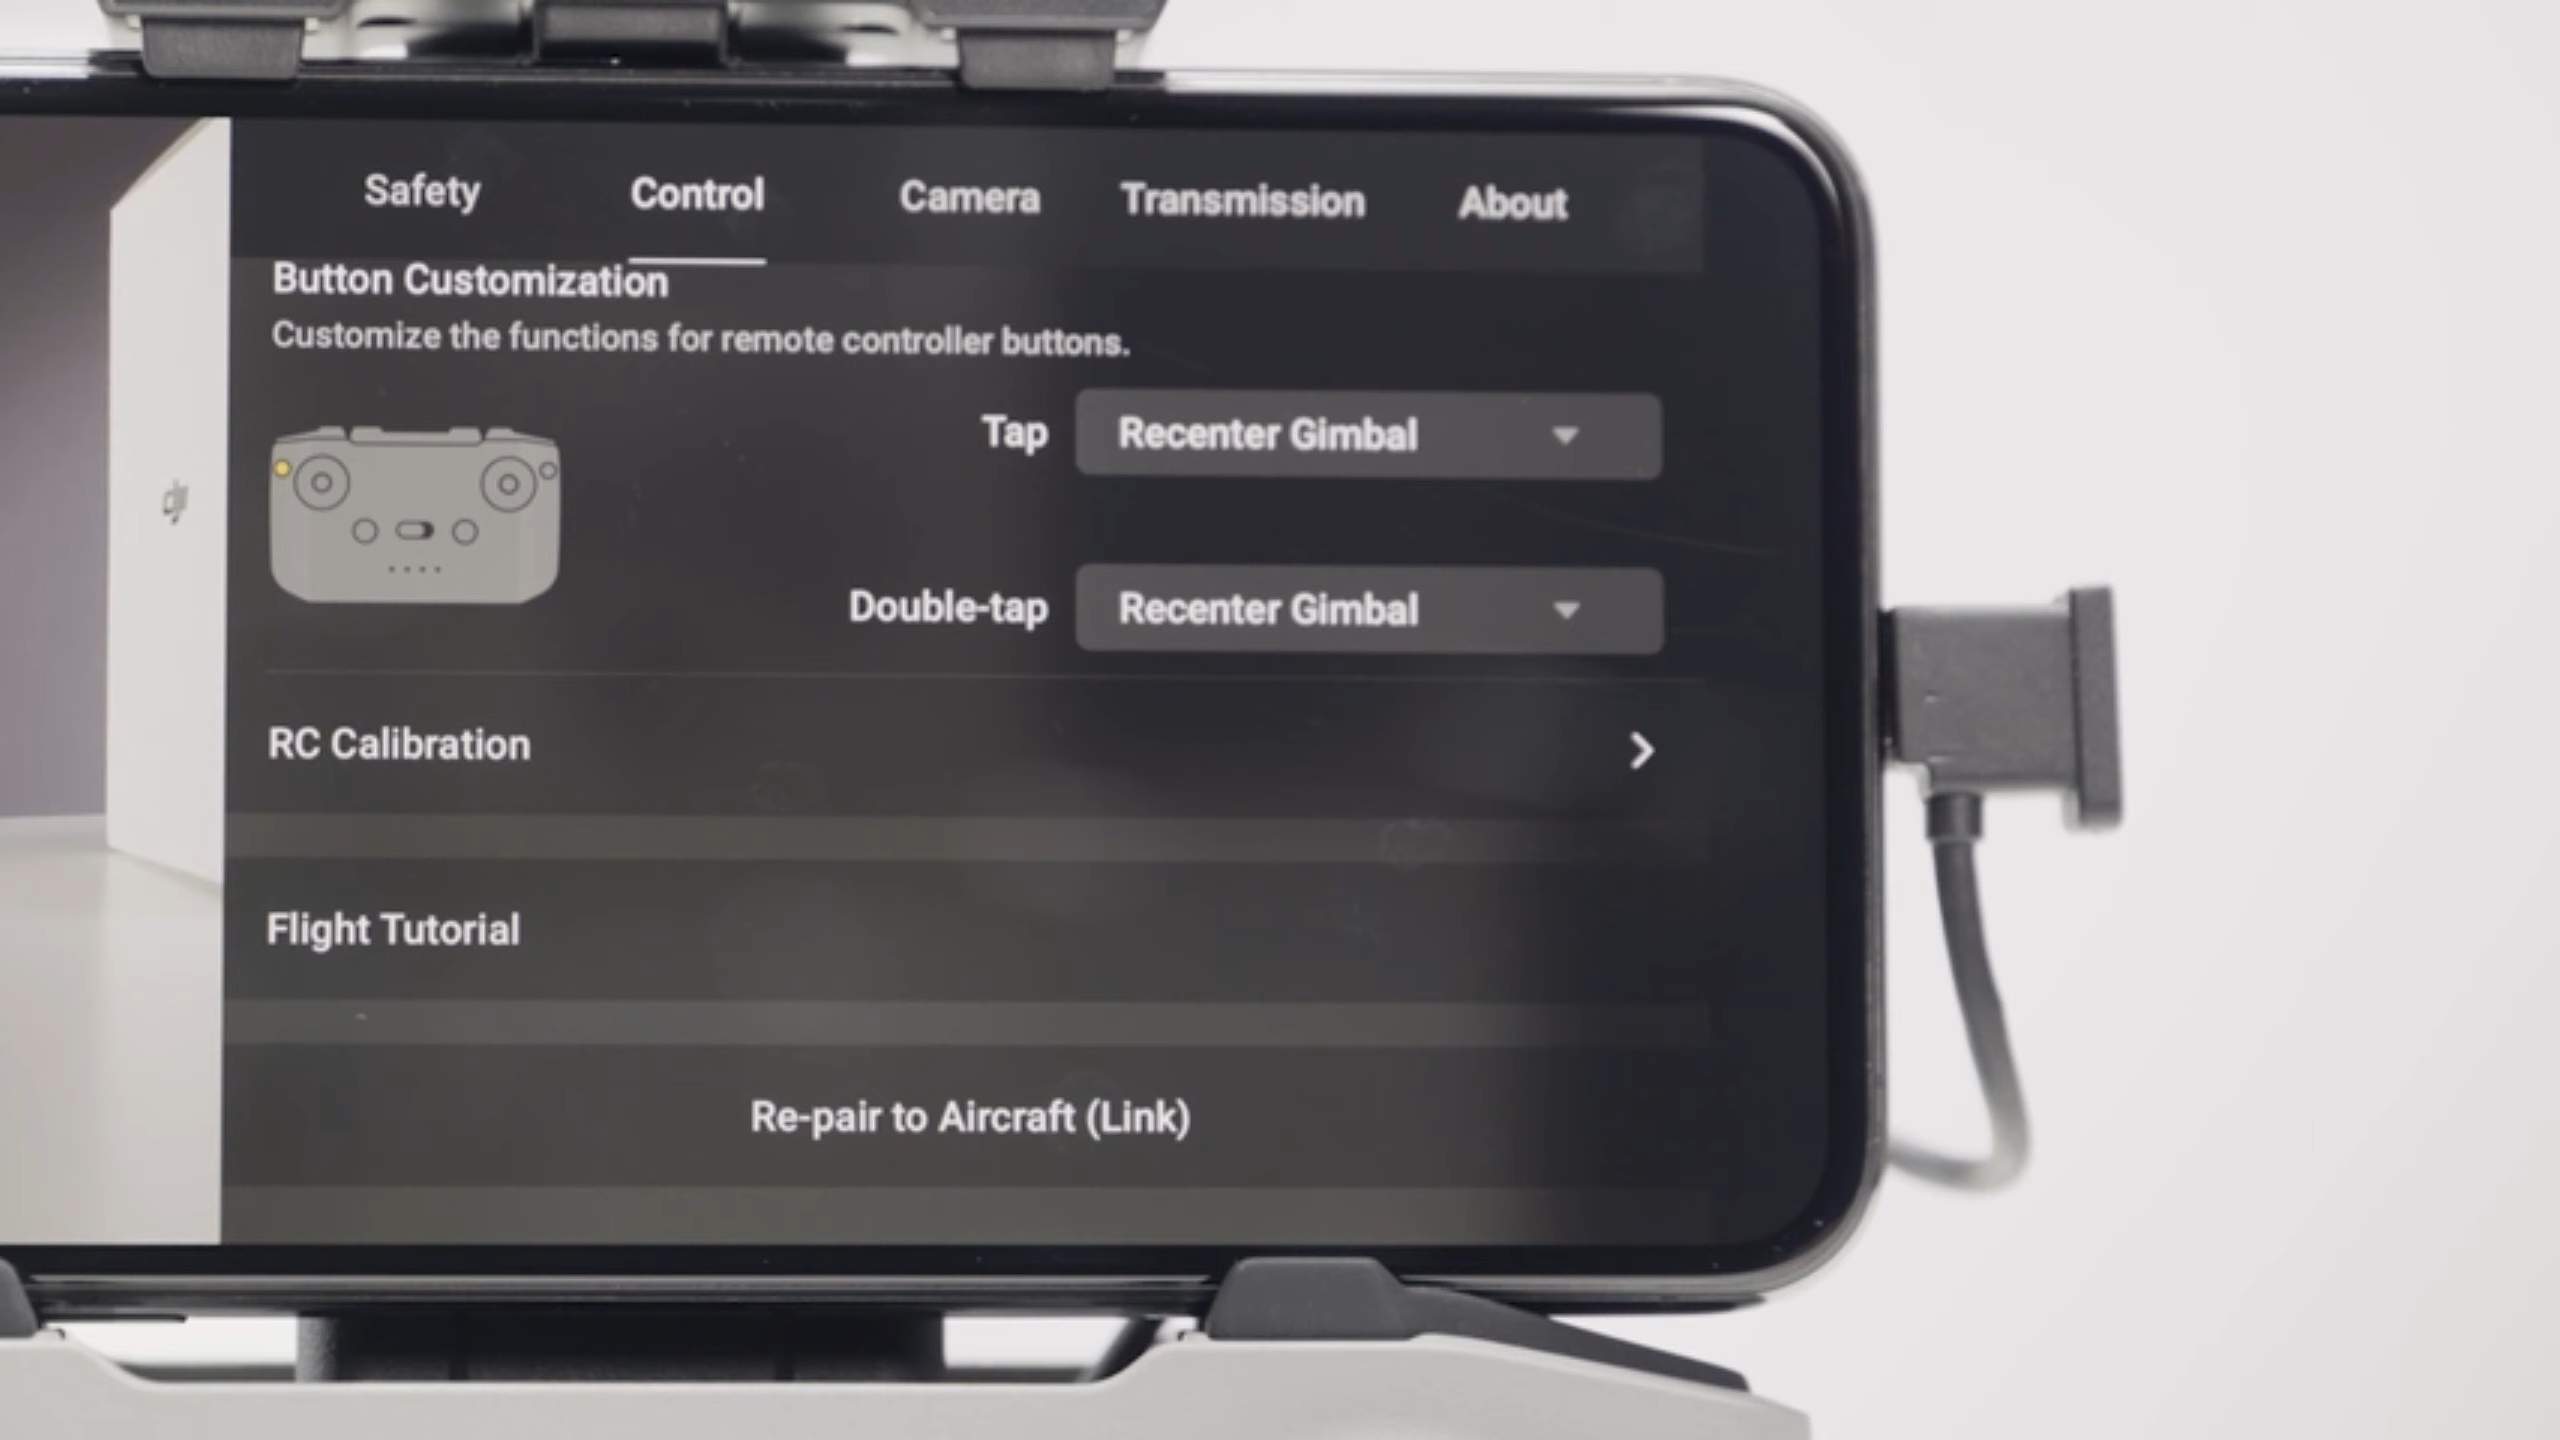 Safety Control Camera Transmission About
Button Customization
Customize the functions for remote controller buttons.
Tap Recenter Gimbal
Double-tap Recenter Gimbal
RC Calibration
Flight Tutorial
Re-pair to Aircraft (Link)
dji